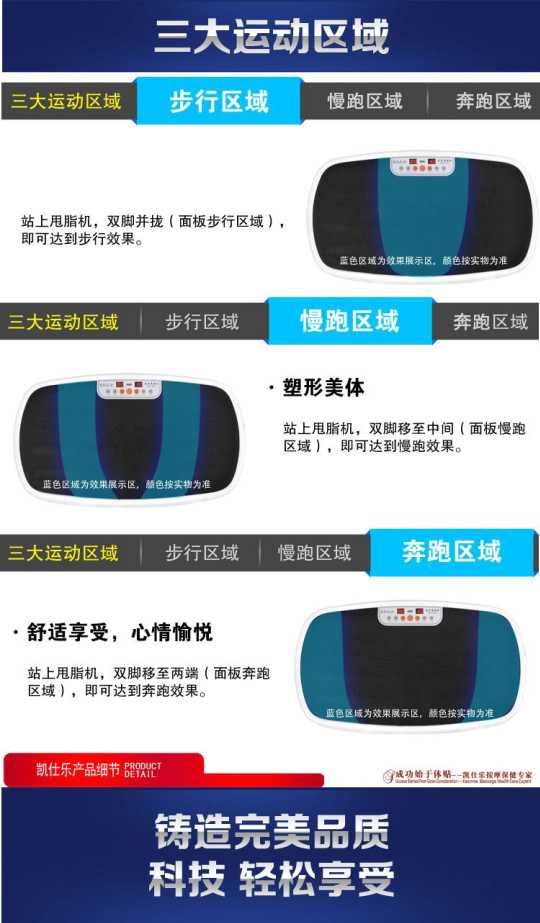 三大运动区域
三大运动区域 步行区域 慢跑区域 奔跑区域
站上甩脂机，双脚并拢（面板步行区域），
即可达到步行效果。
蓝色区域为效果展示区，颜色按实物为准
三大运动区域 步行区域 慢跑区域 奔跑区域
· 塑形美体
站上甩脂机，双脚移至中间（面板慢跑
区域），即可达到慢跑效果。
蓝色区域为效果展示区，颜色按实物为准
三大运动区域 步行区域 慢跑区域 奔跑区域
· 舒适享受，心情愉悦
站上甩脂机，双脚移至两端（面板奔跑
区域），即可达到奔跑效果。
蓝色区域为效果展示区，颜色按实物为准
凯仕乐产品细节 PRODUCT
DETAIL
成功始于体贴---凯仕乐按摩保健专家
铸造完美品质
科技 轻松享受